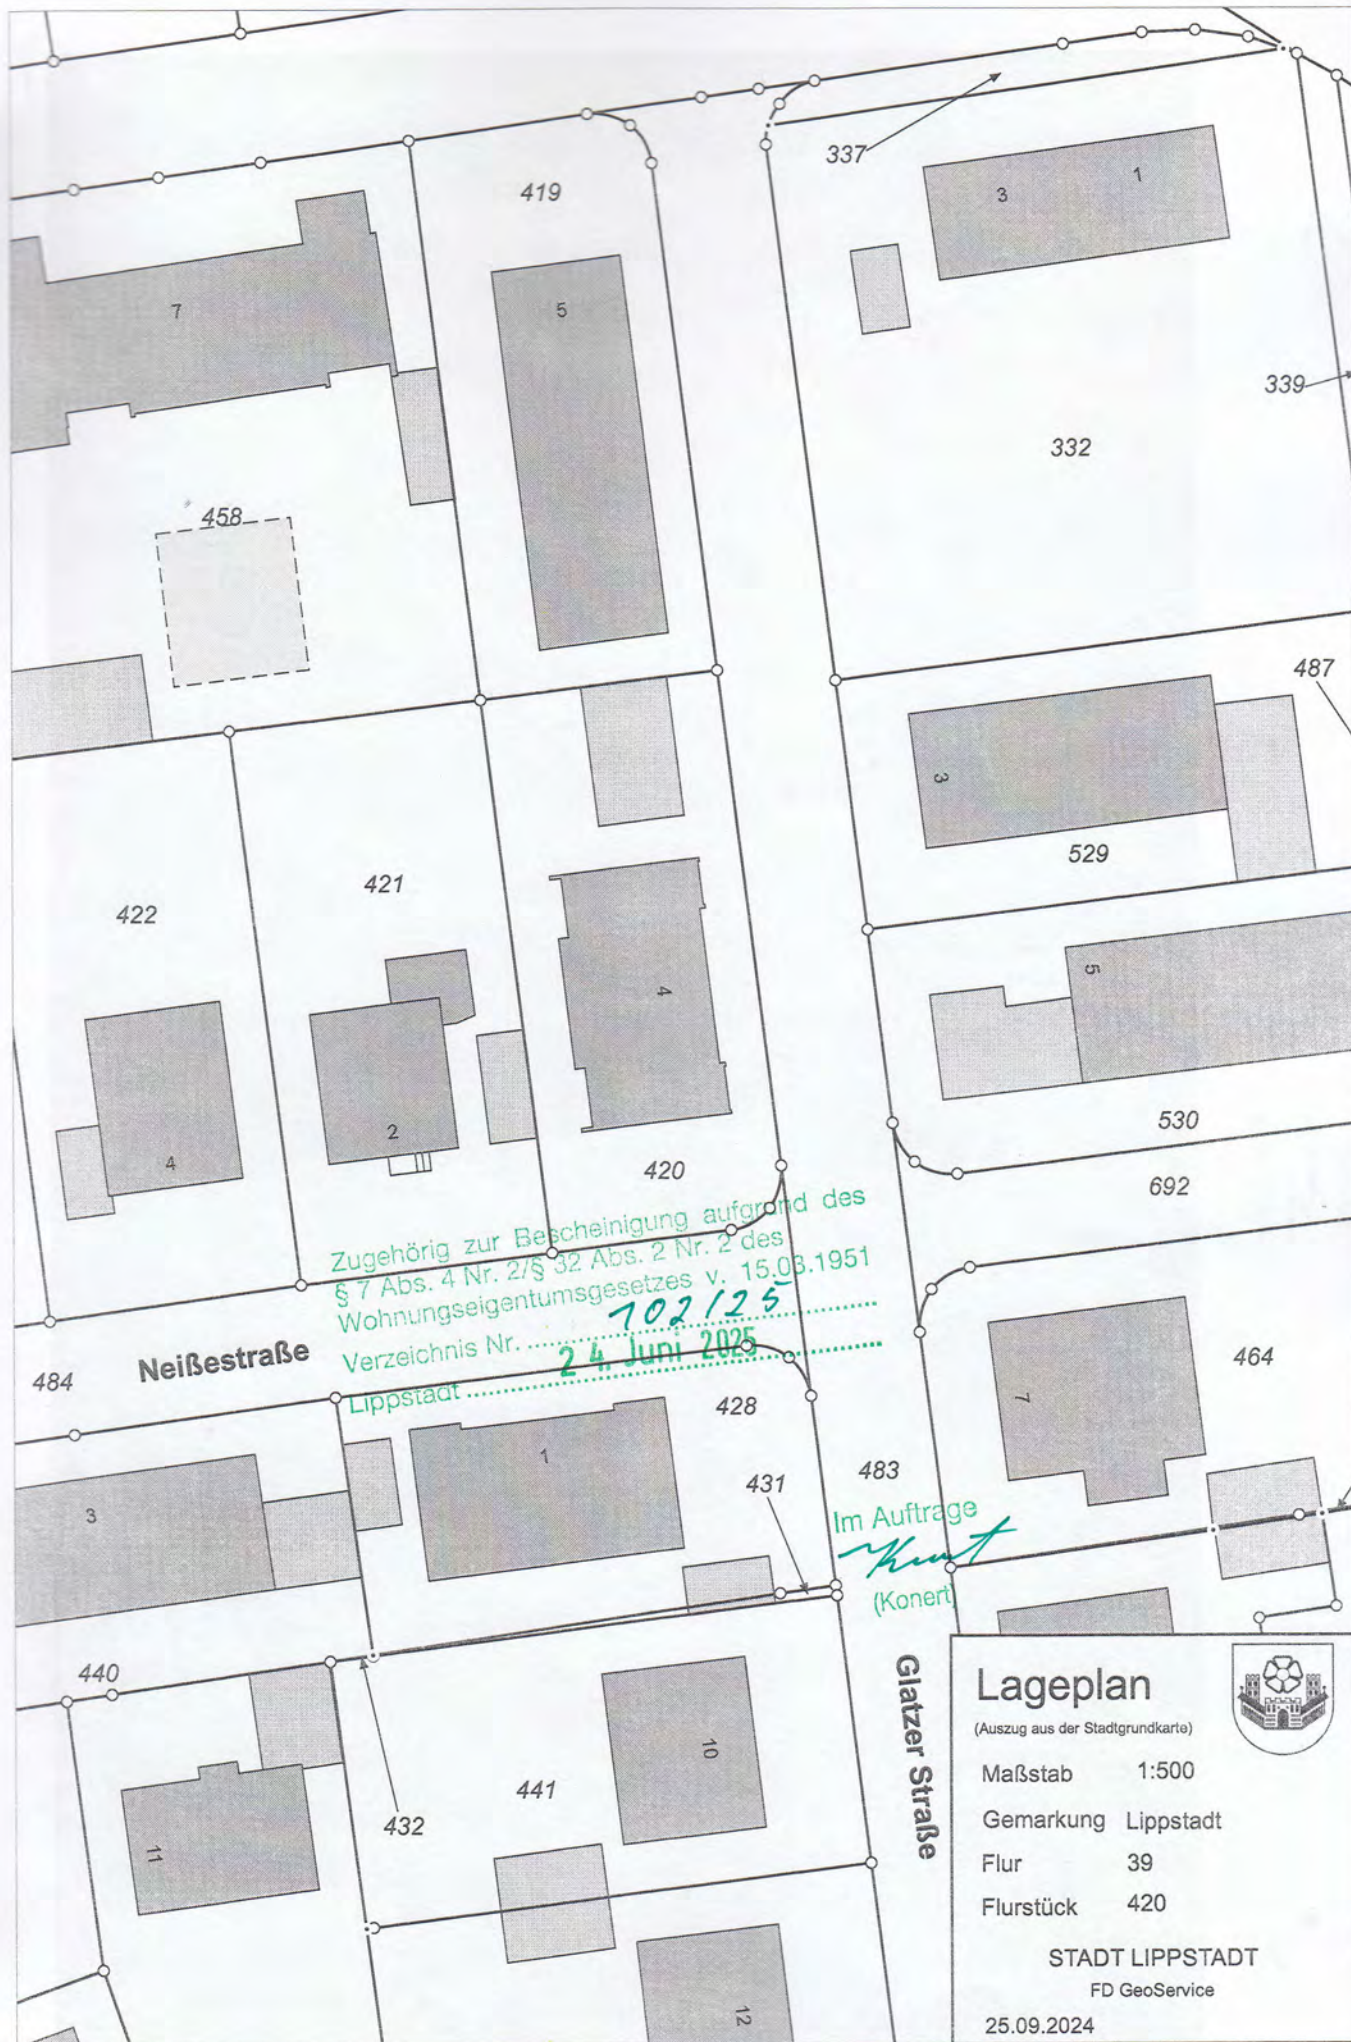 337
419
3
1
7
5
339
332
458
487
3
529
421
422
5
4
530
2
4
420
692
Zugehörig zur Bescheinigung aufgrund des
§ 7 Abs. 4 Nr. 2/§ 32 Abs. 2 Nr. 2 des
Wohnungseigentumsgesetzes v. 15.03.1951
Verzeichnis Nr. 102/25
Lippstadt 24. Juni 2025
Neißestraße
484
464
7
428
1
431
483
3
Im Auftrage
(Konert)
440
Glatzer Straße
10
441
432
11
12
Lageplan
(Auszug aus der Stadtgrundkarte)
Maßstab 1:500
Gemarkung Lippstadt
Flur 39
Flurstück 420
STADT LIPPSTADT
FD GeoService
25.09.2024